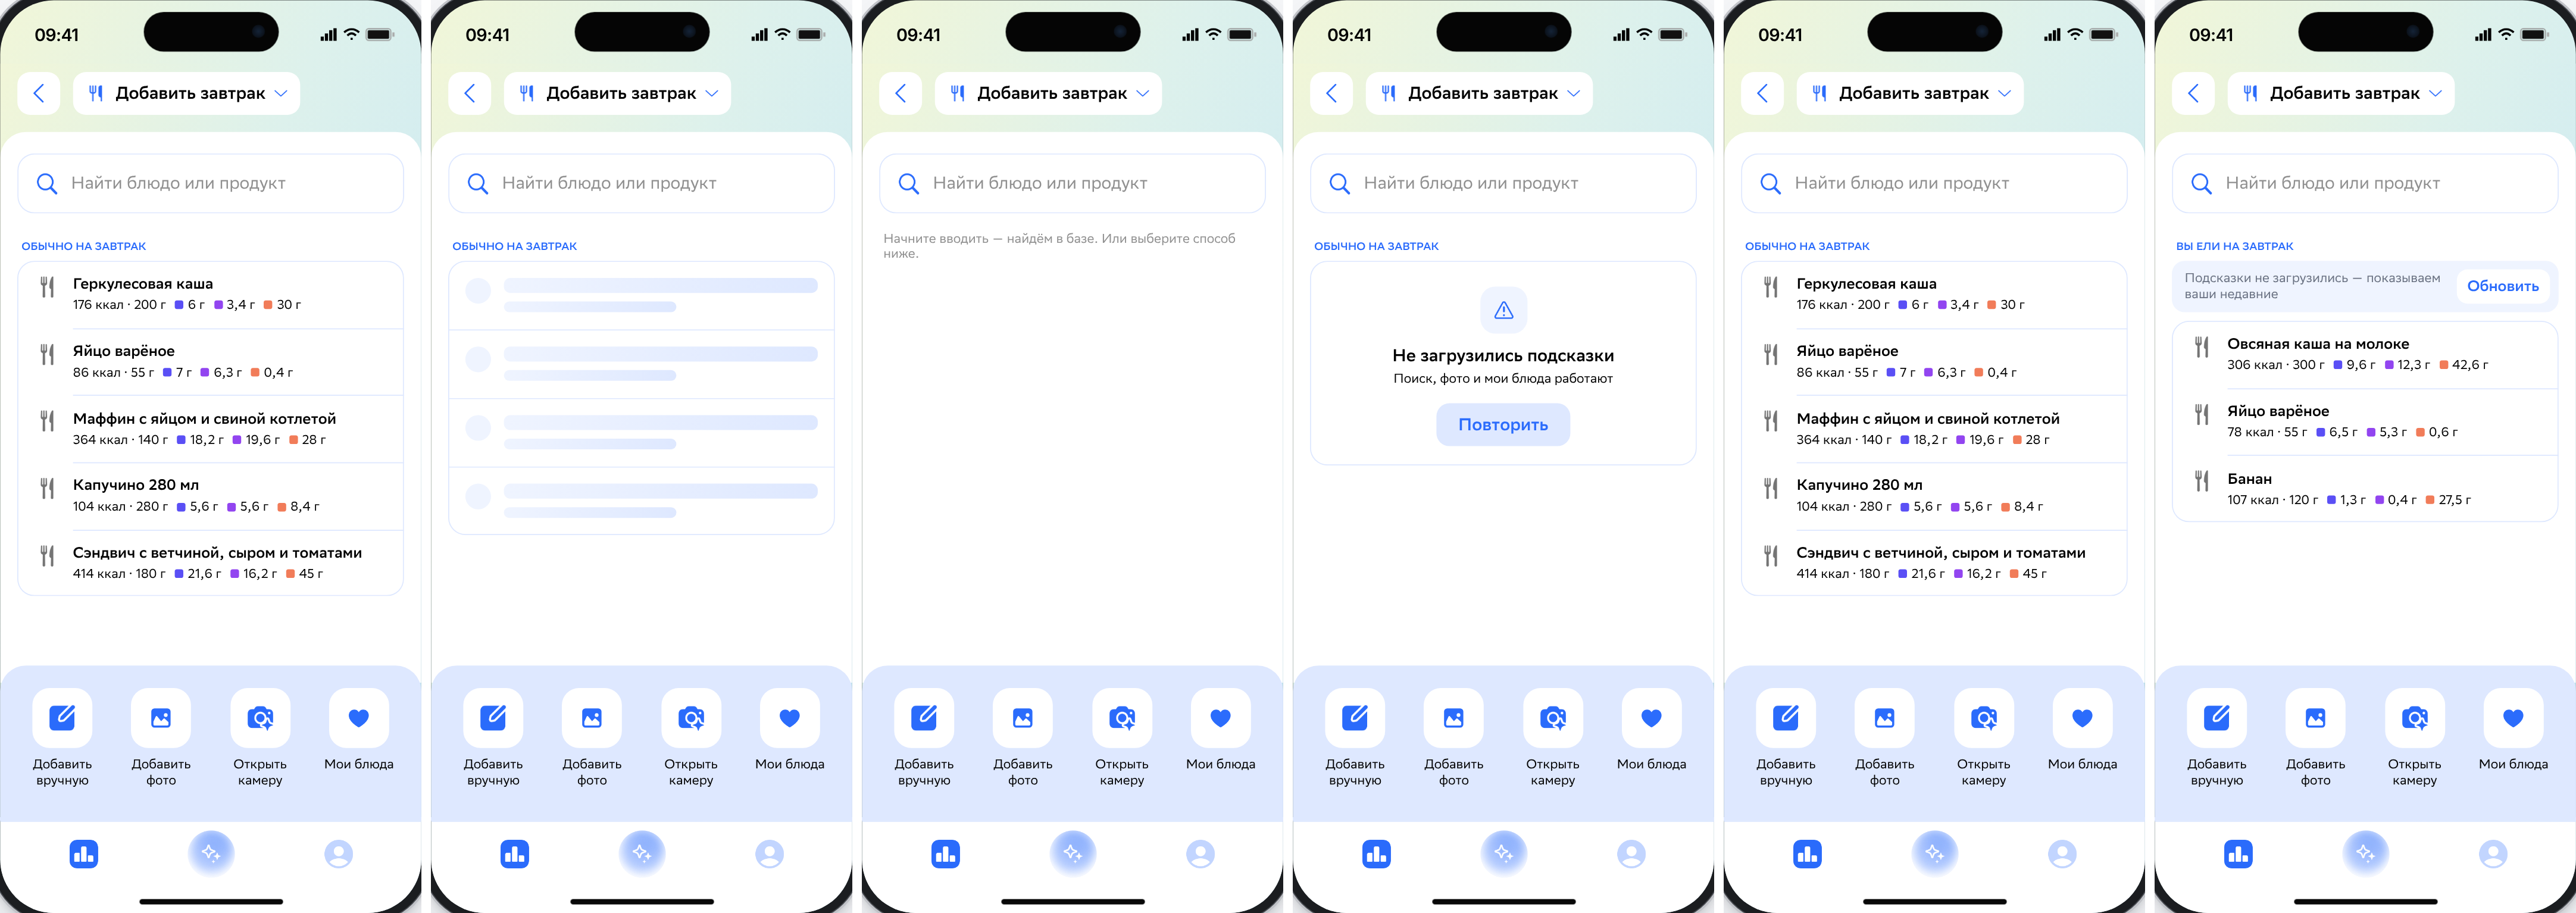 09:41
Добавить завтрак
Найти блюдо или продукт
ОБЫЧНО НА ЗАВТРАК
Геркулесовая каша
176 ккал · 200 г 6 г 3,4 г 30 г
Яйцо варёное
86 ккал · 55 г 7 г 6,3 г 0,4 г
Маффин с яйцом и свиной котлетой
364 ккал · 140 г 18,2 г 19,6 г 28 г
Капучино 280 мл
104 ккал · 280 г 5,6 г 5,6 г 8,4 г
Сэндвич с ветчиной, сыром и томатами
414 ккал · 180 г 21,6 г 16,2 г 45 г
Добавить
вручную
Добавить
фото
Открыть
камеру
Мои блюда
09:41
Добавить завтрак
Найти блюдо или продукт
ОБЫЧНО НА ЗАВТРАК
Добавить
вручную
Добавить
фото
Открыть
камеру
Мои блюда
09:41
Добавить завтрак
Найти блюдо или продукт
Начните вводить — найдём в базе. Или выберите способ
ниже.
Добавить
вручную
Добавить
фото
Открыть
камеру
Мои блюда
09:41
Добавить завтрак
Найти блюдо или продукт
ОБЫЧНО НА ЗАВТРАК
Не загрузились подсказки
Поиск, фото и мои блюда работают
Повторить
Добавить
вручную
Добавить
фото
Открыть
камеру
Мои блюда
09:41
Добавить завтрак
Найти блюдо или продукт
ОБЫЧНО НА ЗАВТРАК
Геркулесовая каша
176 ккал · 200 г 6 г 3,4 г 30 г
Яйцо варёное
86 ккал · 55 г 7 г 6,3 г 0,4 г
Маффин с яйцом и свиной котлетой
364 ккал · 140 г 18,2 г 19,6 г 28 г
Капучино 280 мл
104 ккал · 280 г 5,6 г 5,6 г 8,4 г
Сэндвич с ветчиной, сыром и томатами
414 ккал · 180 г 21,6 г 16,2 г 45 г
Добавить
вручную
Добавить
фото
Открыть
камеру
Мои блюда
09:41
Добавить завтрак
Найти блюдо или продукт
ВЫ ЕЛИ НА ЗАВТРАК
Подсказки не загрузились — показываем
ваши недавние
Обновить
Овсяная каша на молоке
306 ккал · 300 г 9,6 г 12,3 г 42,6 г
Яйцо варёное
78 ккал · 55 г 6,5 г 5,3 г 0,6 г
Банан
107 ккал · 120 г 1,3 г 0,4 г 27,5 г
Добавить
вручную
Добавить
фото
Открыть
камеру
Мои блюда